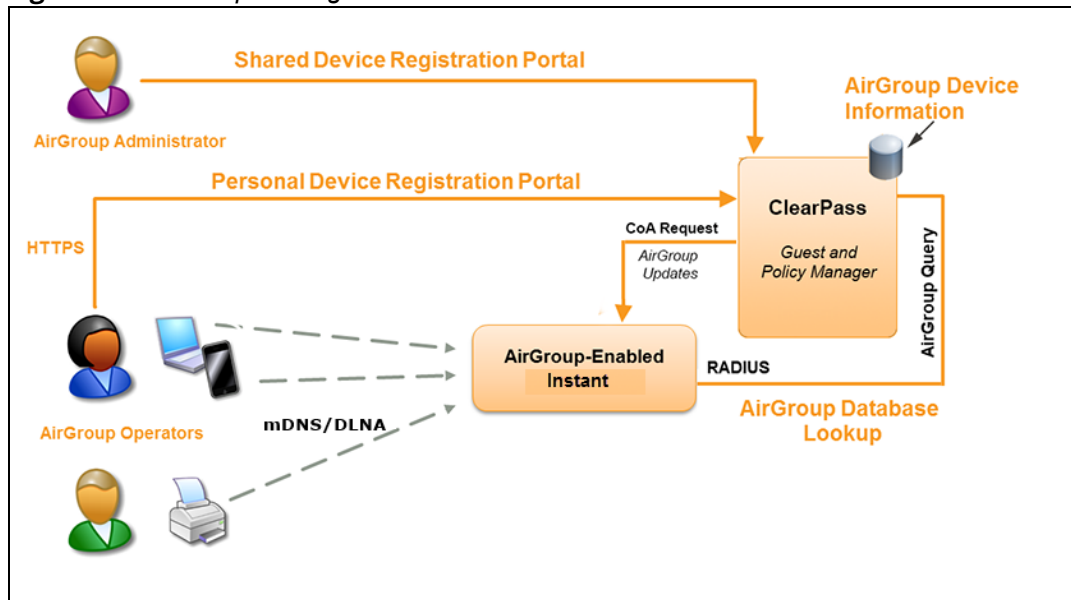 Shared Device Registration Portal
AirGroup Device
Information
AirGroup Administrator
Personal Device Registration Portal
ClearPass
Guest and
Policy Manager
CoA Request
AirGroup
Updates
HTTPS
AirGroup Query
AirGroup-Enabled
Instant
RADIUS
AirGroup Database
Lookup
mDNS/DLNA
AirGroup Operators